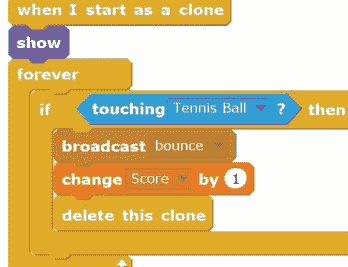 when I start as a clone
show
forever
if touching Tennis Ball ? then
broadcast bounce
change Score by 1
delete this clone